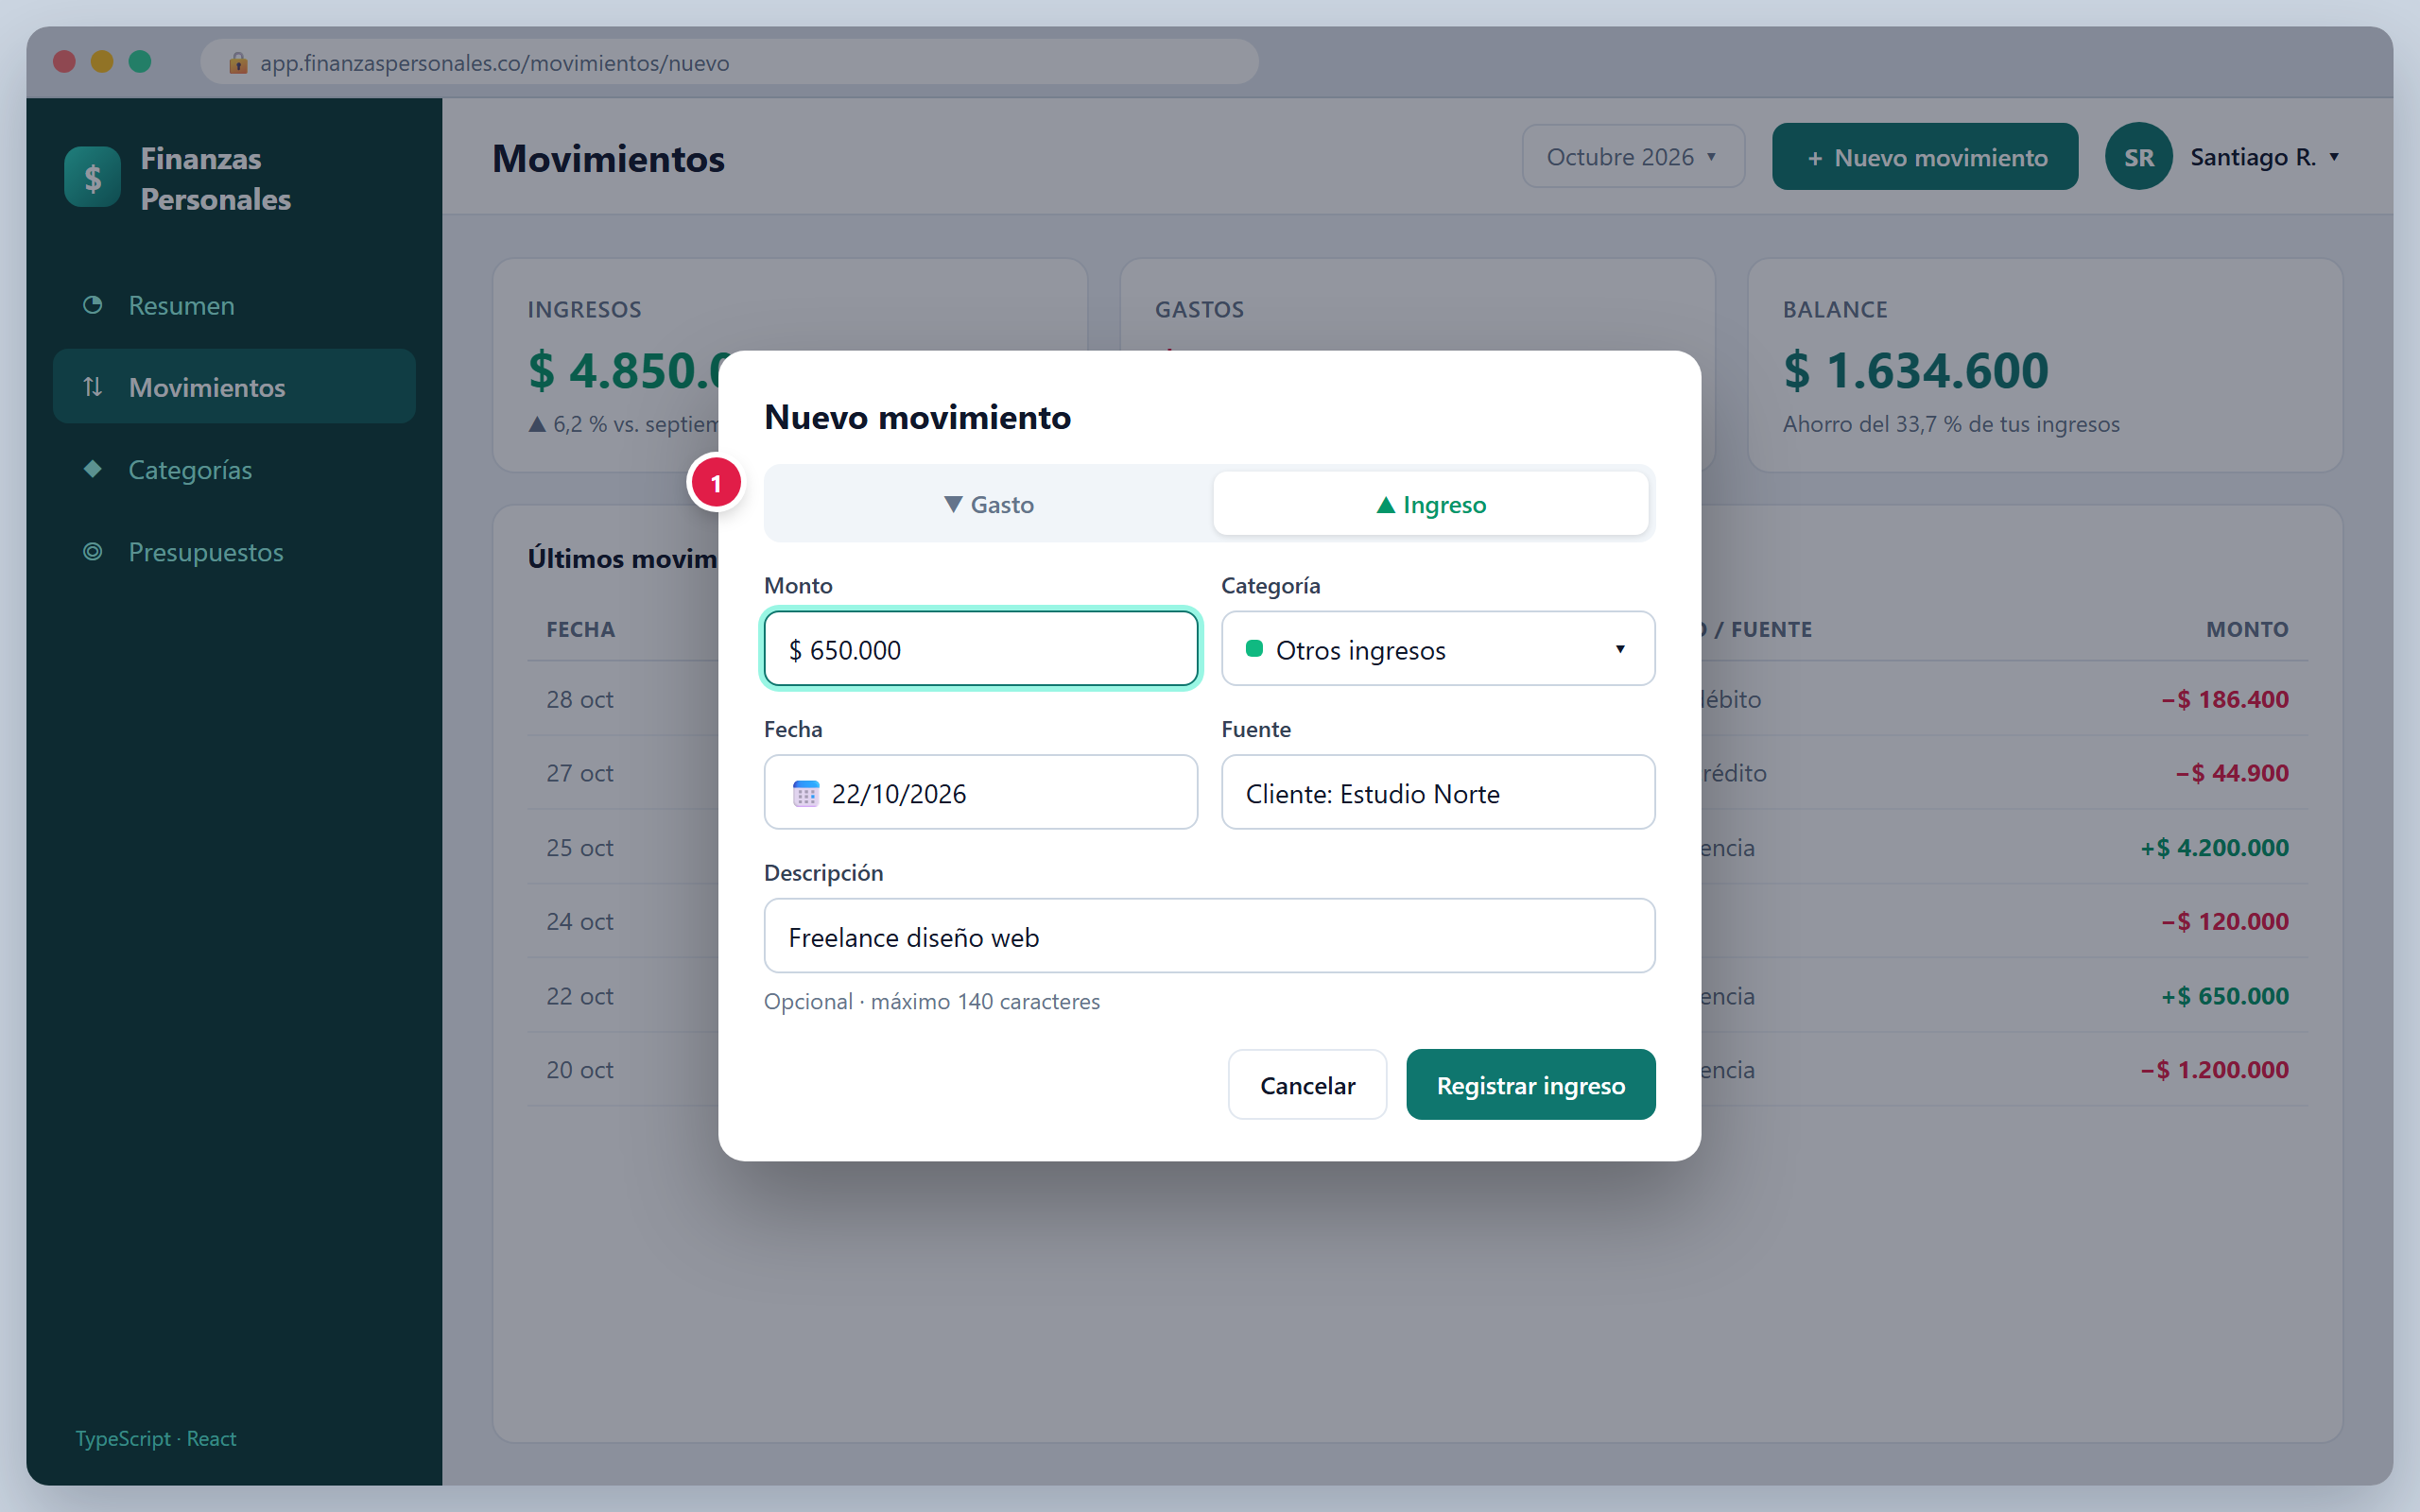 app.finanzaspersonales.co/movimientos/nuevo
$
Finanzas
Personales
Resumen
Movimientos
Categorías
Presupuestos
TypeScript · React
Movimientos
Octubre 2026 ▾
+ Nuevo movimiento
SR
Santiago R. ▾
INGRESOS
$ 4.850.0
▲ 6,2 % vs. septiem
GASTOS
BALANCE
$ 1.634.600
Ahorro del 33,7 % de tus ingresos
Últimos movim
FECHA
/ FUENTE
MONTO
28 oct
ébito
−$ 186.400
27 oct
rédito
−$ 44.900
25 oct
encia
+$ 4.200.000
24 oct
−$ 120.000
22 oct
encia
+$ 650.000
20 oct
encia
−$ 1.200.000
Nuevo movimiento
1
▼ Gasto
▲ Ingreso
Monto
$ 650.000
Categoría
Otros ingresos ▾
Fecha
22/10/2026
Fuente
Cliente: Estudio Norte
Descripción
Freelance diseño web
Opcional · máximo 140 caracteres
Cancelar
Registrar ingreso